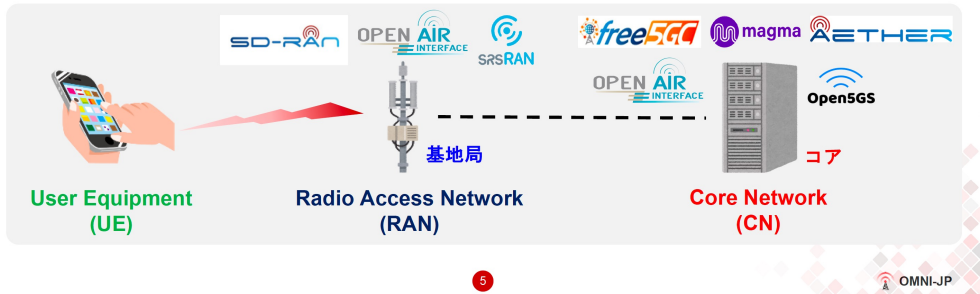 SD-RAN
OPEN AIR
INTERFACE
srsRAN
free5GC
magma
AETHER
OPEN AIR
INTERFACE
Open5GS
基地局
コア
User Equipment
(UE)
Radio Access Network
(RAN)
Core Network
(CN)
5
OMNI-JP